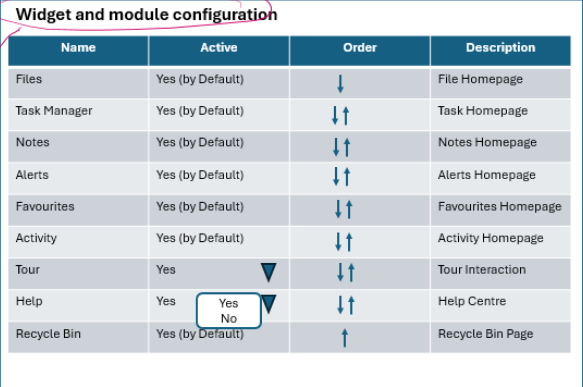 Widget and module configuration
Name Active Order Description
Files Yes (by Default) File Homepage
Task Manager Yes (by Default) Task Homepage
Notes Yes (by Default) Notes Homepage
Alerts Yes (by Default) Alerts Homepage
Favourites Yes (by Default) Favourites Homepage
Activity Yes (by Default) Activity Homepage
Tour Yes Tour Interaction
Help Yes Help Centre
Yes
No
Recycle Bin Yes (by Default) Recycle Bin Page